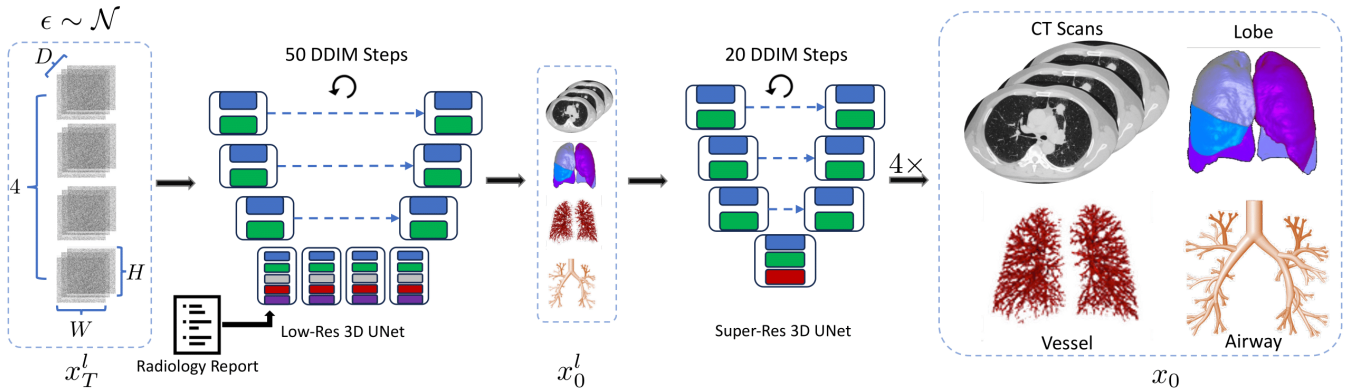 ϵ ∼ 𝒩
D
4
H
W
x_T^l
50 DDIM Steps
Radiology Report
Low-Res 3D UNet
x_0^l
20 DDIM Steps
Super-Res 3D UNet
4×
CT Scans
Lobe
Vessel
Airway
x_0